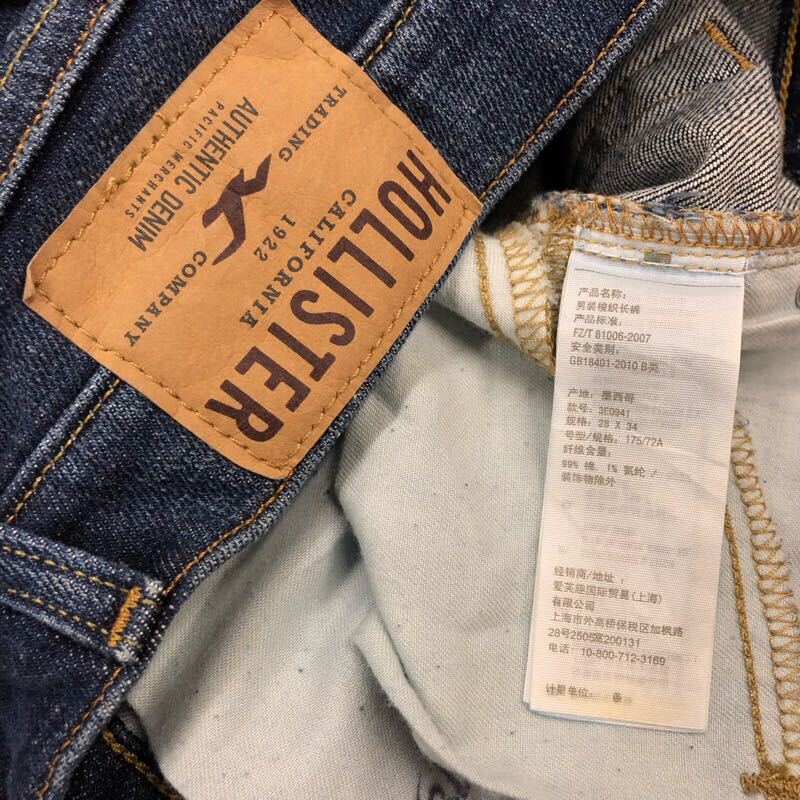 HOLLISTER
CALIFORNIA
1922
TRADING
COMPANY
AUTHENTIC DENIM
PACIFIC MERCHANTS
产品名称:
男装梭织长裤
产品标准:
FZ/T 81006-2007
安全类别:
GB18401-2010 B类
产地: 墨西哥
款号: 3E0941
规格: 28 X 34
号型/规格: 175/72A
纤维含量:
99% 棉, 1% 氨纶 /
装饰物除外
经销商/地址 :
爱芙趣国际贸易(上海)
有限公司
上海市外高桥保税区加枫路
28号2505室200131
电话: 10-800-712-3169
计量单位: 条